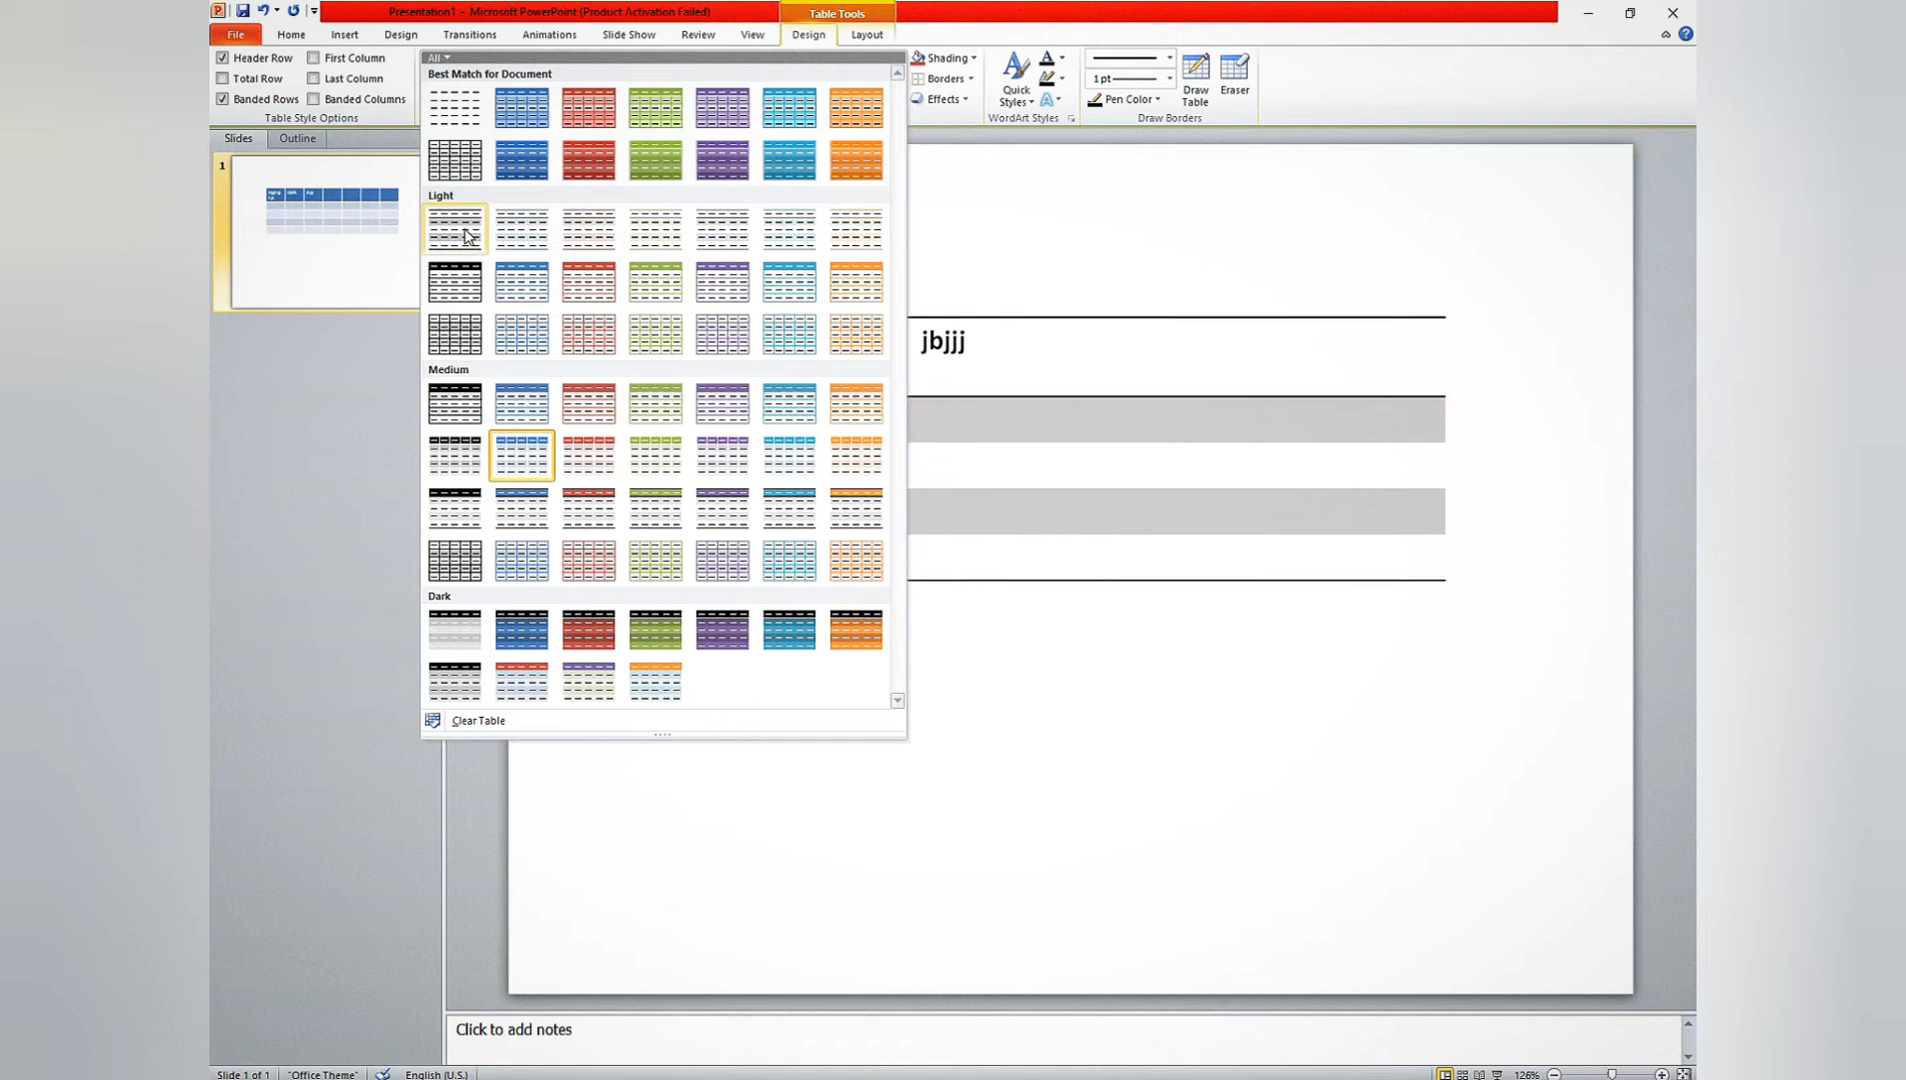 Presentation1 - Microsoft PowerPoint (Product Activation Failed)
Table Tools
File Home Insert Design Transitions Animations Slide Show Review View Design Layout
Header Row First Column
Total Row Last Column
Banded Rows Banded Columns
Table Style Options
All
Best Match for Document
Light
Medium
Dark
Clear Table
Shading
Borders
Effects
Quick
Styles
WordArt Styles
1 pt
Pen Color
Draw
Table
Eraser
Draw Borders
Slides Outline
1
jbjjj
Click to add notes
Slide 1 of 1 "Office Theme" English (U.S.) 126%